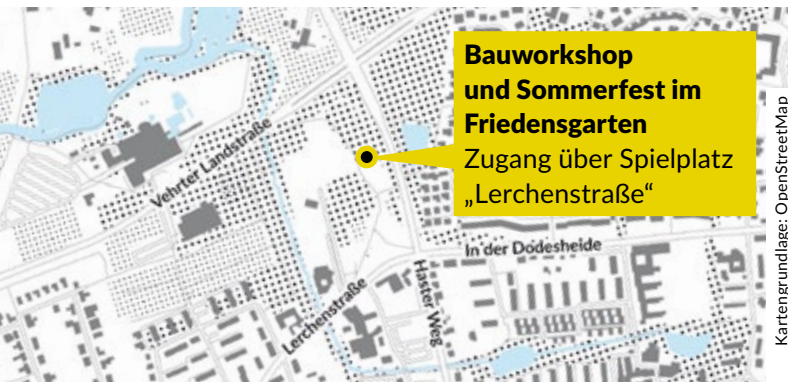 Bauworkshop
und Sommerfest im
Friedensgarten
Zugang über Spielplatz
„Lerchenstraße“
Vehrter Landstraße
In der Dodesheide
Haster Weg
Lerchenstraße
Kartengrundlage: OpenStreetMap